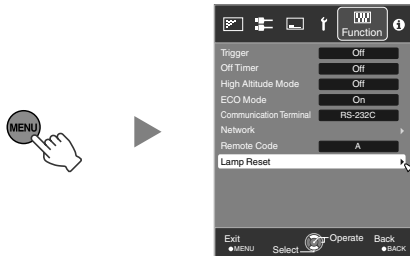 MENU
Function
Trigger Off
Off Timer Off
High Altitude Mode Off
ECO Mode On
Communication Terminal RS-232C
Network
Remote Code A
Lamp Reset
Exit Operate Back
●MENU Select ●BACK